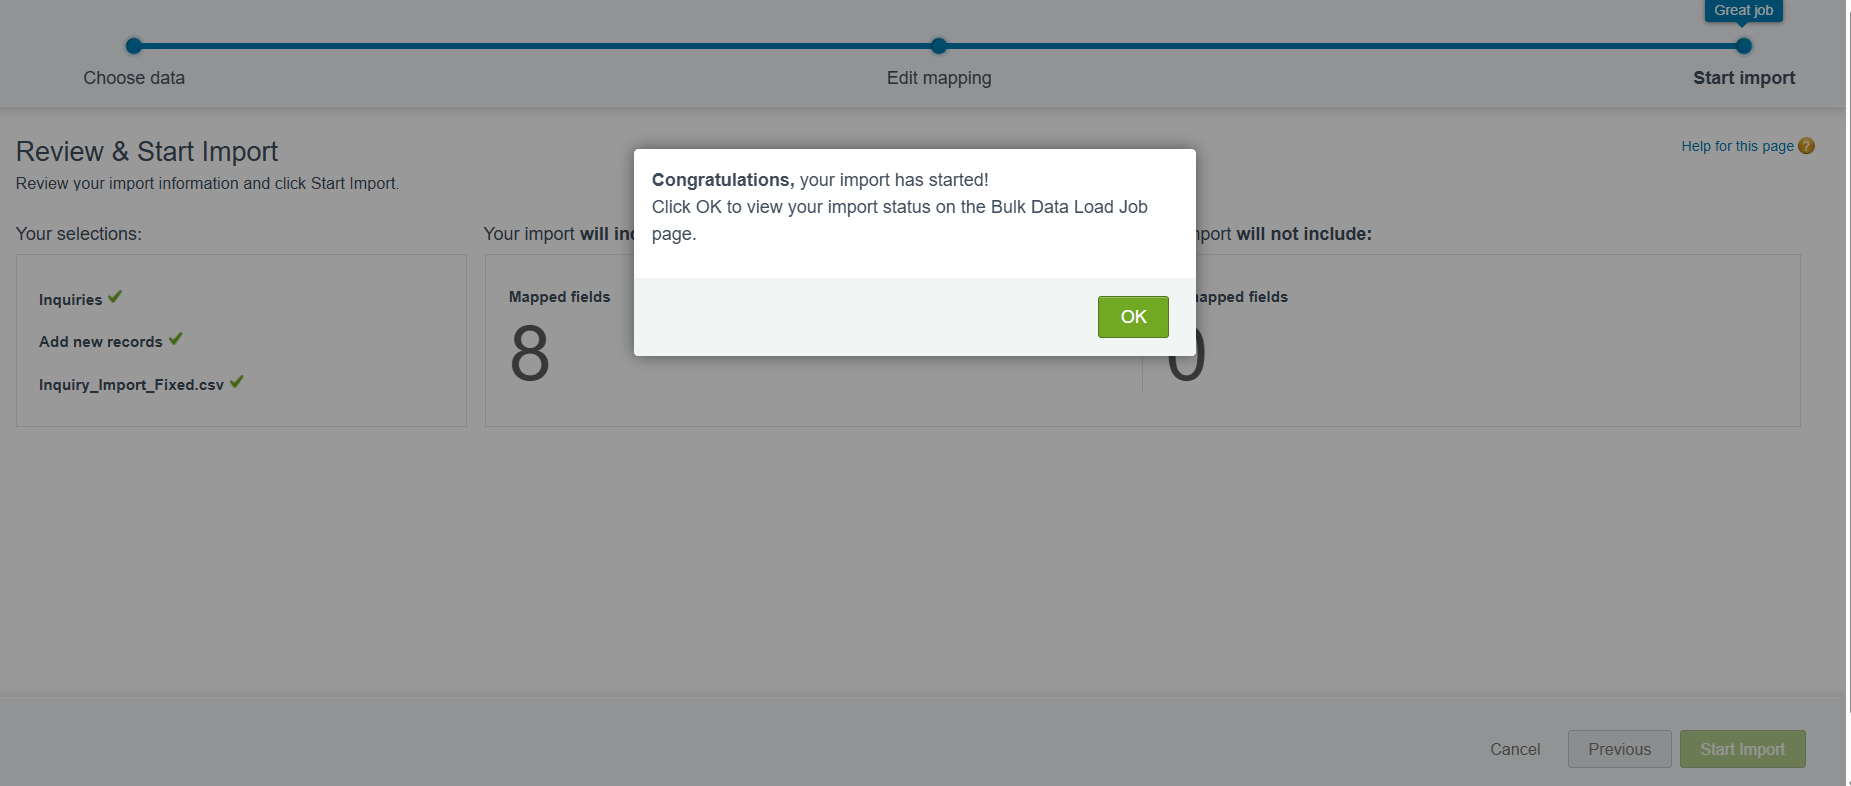 Great job
Choose data
Edit mapping
Start import
Review & Start Import
Help for this page ?
Review your import information and click Start Import.
Congratulations, your import has started!
Click OK to view your import status on the Bulk Data Load Job
page.
OK
Your selections:
Your import will
will not include:
Inquiries
Add new records
Inquiry_Import_Fixed.csv
Mapped fields
8
fields
0
Cancel
Previous
Start Import